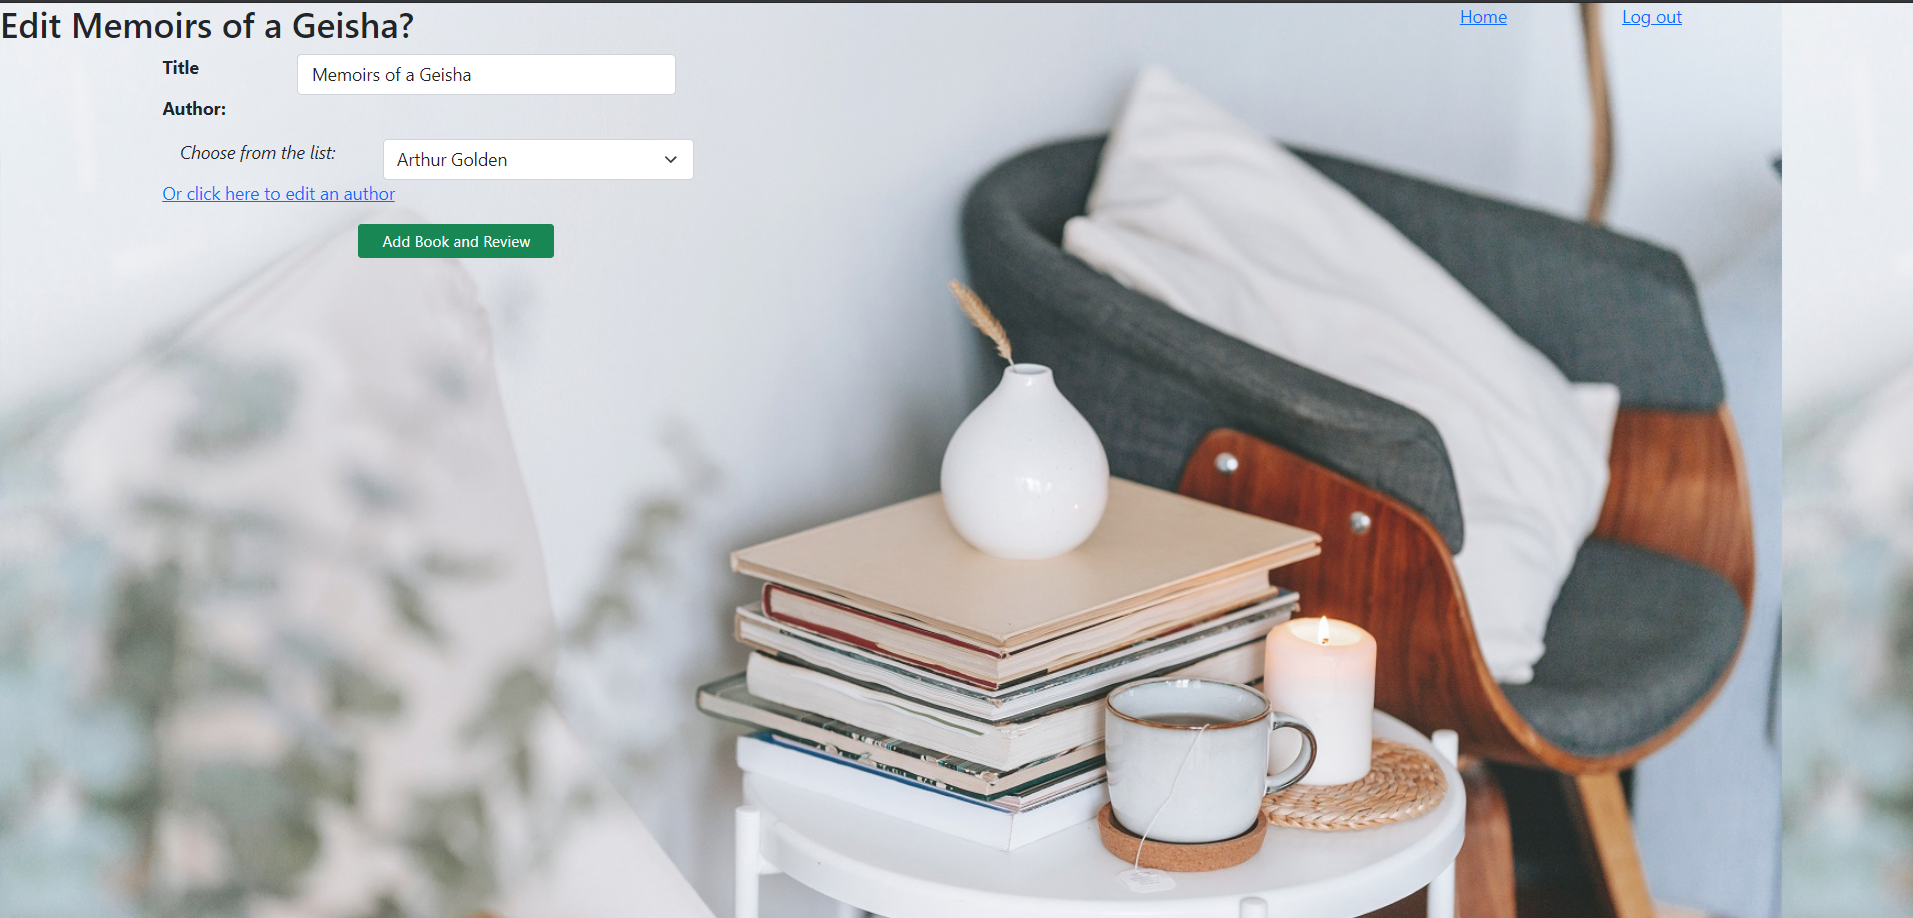 Edit Memoirs of a Geisha?
Home
Log out
Title
Memoirs of a Geisha
Author:
Choose from the list:
Arthur Golden
Or click here to edit an author
Add Book and Review